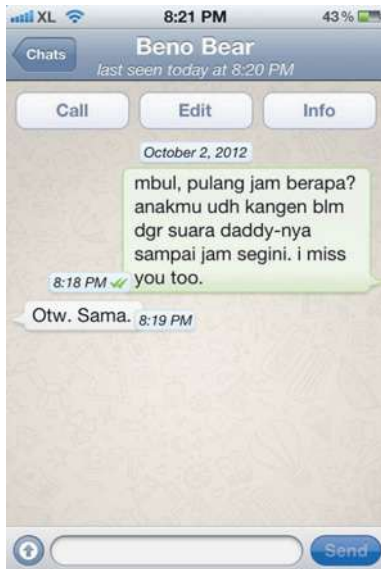 XL 8:21 PM 43%
Chats
Beno Bear
last seen today at 8:20 PM
Call Edit Info
October 2, 2012
mbul, pulang jam berapa?
anakmu udh kangen blm
dgr suara daddy-nya
sampai jam segini. i miss
you too.
8:18 PM
Otw. Sama.
8:19 PM
Send